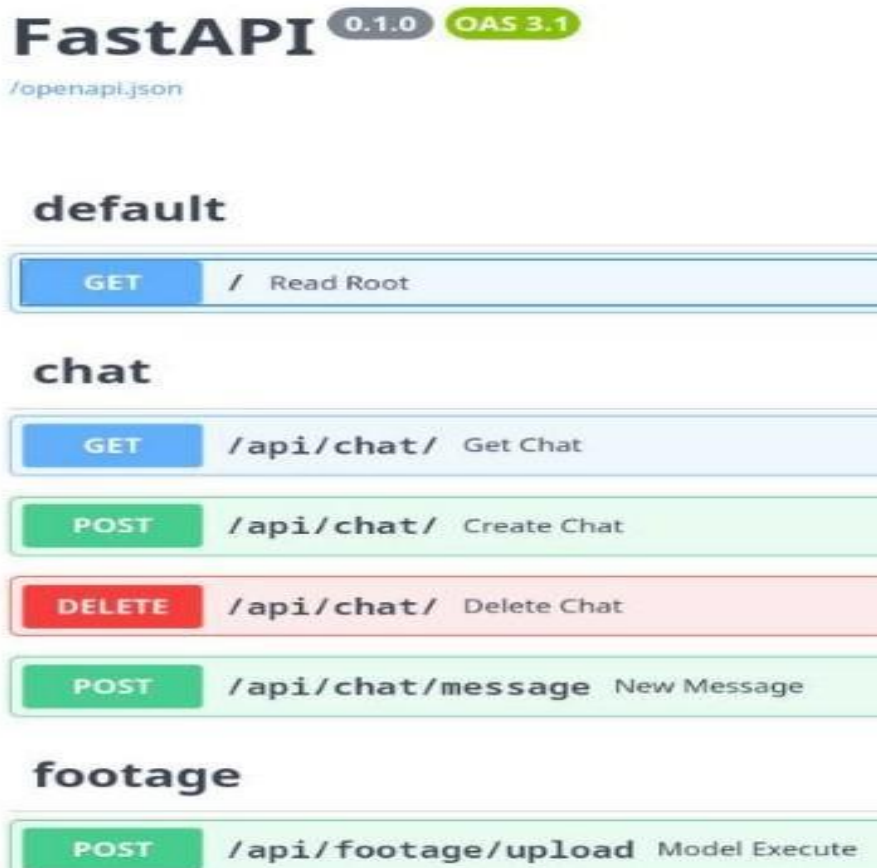 FastAPI 0.1.0 OAS 3.1
/openapi.json
default
GET / Read Root
chat
GET /api/chat/ Get Chat
POST /api/chat/ Create Chat
DELETE /api/chat/ Delete Chat
POST /api/chat/message New Message
footage
POST /api/footage/upload Model Execute